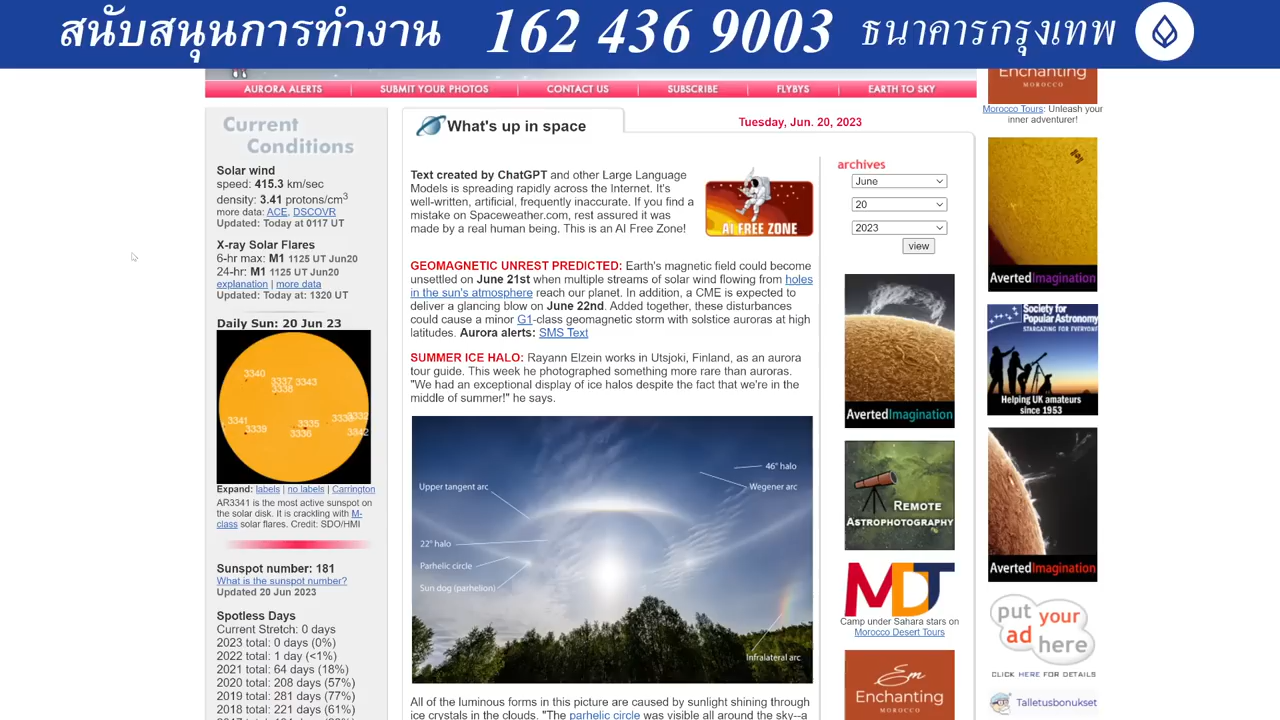 สนับสนุนการทำงาน 162 436 9003 ธนาคารกรุงเทพ
AURORA ALERTS | SUBMIT YOUR PHOTOS | CONTACT US | SUBSCRIBE | FLYBYS | EARTH TO SKY
Current
Conditions
Solar wind
speed: 415.3 km/sec
density: 3.41 protons/cm3
more data: ACE, DSCOVR
Updated: Today at 0117 UT
X-ray Solar Flares
6-hr max: M1 1125 UT Jun20
24-hr: M1 1125 UT Jun20
explanation | more data
Updated: Today at: 1320 UT
Daily Sun: 20 Jun 23
3340
3337 3343
3338
3341
3339
3335
3336
3342
Expand: labels | no labels | Carrington
AR3341 is the most active sunspot on
the solar disk. It is crackling with M-
class solar flares. Credit: SDO/HMI
Sunspot number: 181
What is the sunspot number?
Updated 20 Jun 2023
Spotless Days
Current Stretch: 0 days
2023 total: 0 days (0%)
2022 total: 1 day (<1%)
2021 total: 64 days (18%)
2020 total: 208 days (57%)
2019 total: 281 days (77%)
2018 total: 221 days (61%)
What's up in space
Tuesday, Jun. 20, 2023
Text created by ChatGPT and other Large Language
Models is spreading rapidly across the Internet. It's
well-written, artificial, frequently inaccurate. If you find a
mistake on Spaceweather.com, rest assured it was
made by a real human being. This is an AI Free Zone!
AI FREE ZONE
GEOMAGNETIC UNREST PREDICTED: Earth's magnetic field could become
unsettled on June 21st when multiple streams of solar wind flowing from holes
in the sun's atmosphere reach our planet. In addition, a CME is expected to
deliver a glancing blow on June 22nd. Added together, these disturbances
could cause a minor G1-class geomagnetic storm with solstice auroras at high
latitudes. Aurora alerts: SMS Text
SUMMER ICE HALO: Rayann Elzein works in Utsjoki, Finland, as an aurora
tour guide. This week he photographed something more rare than auroras.
"We had an exceptional display of ice halos despite the fact that we're in the
middle of summer!" he says.
46° halo
Upper tangent arc
Wegener arc
22° halo
Parhelic circle
Sun dog (parhelion)
Infralateral arc
All of the luminous forms in this picture are caused by sunlight shining through
ice crystals in the clouds. "The parhelic circle was visible all around the sky--a
archives
June
20
2023
view
AvertedImagination
REMOTE
ASTROPHOTOGRAPHY
MDT
Camp under Sahara stars on
Morocco Desert Tours
Em
Enchanting
MOROCCO
Enchanting
MOROCCO
Morocco Tours: Unleash your
inner adventurer!
AvertedImagination
Society for
Popular Astronomy
STARGAZING FOR EVERYONE
Helping UK amateurs
since 1953
AvertedImagination
put your
ad here
CLICK HERE FOR DETAILS
Talletusbonukset